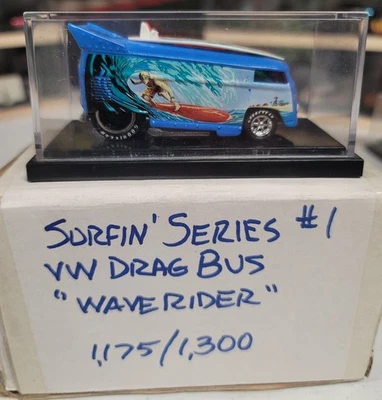 SURFIN' SERIES #1
VW DRAG BUS
"WAVERIDER"
1,175/1,300